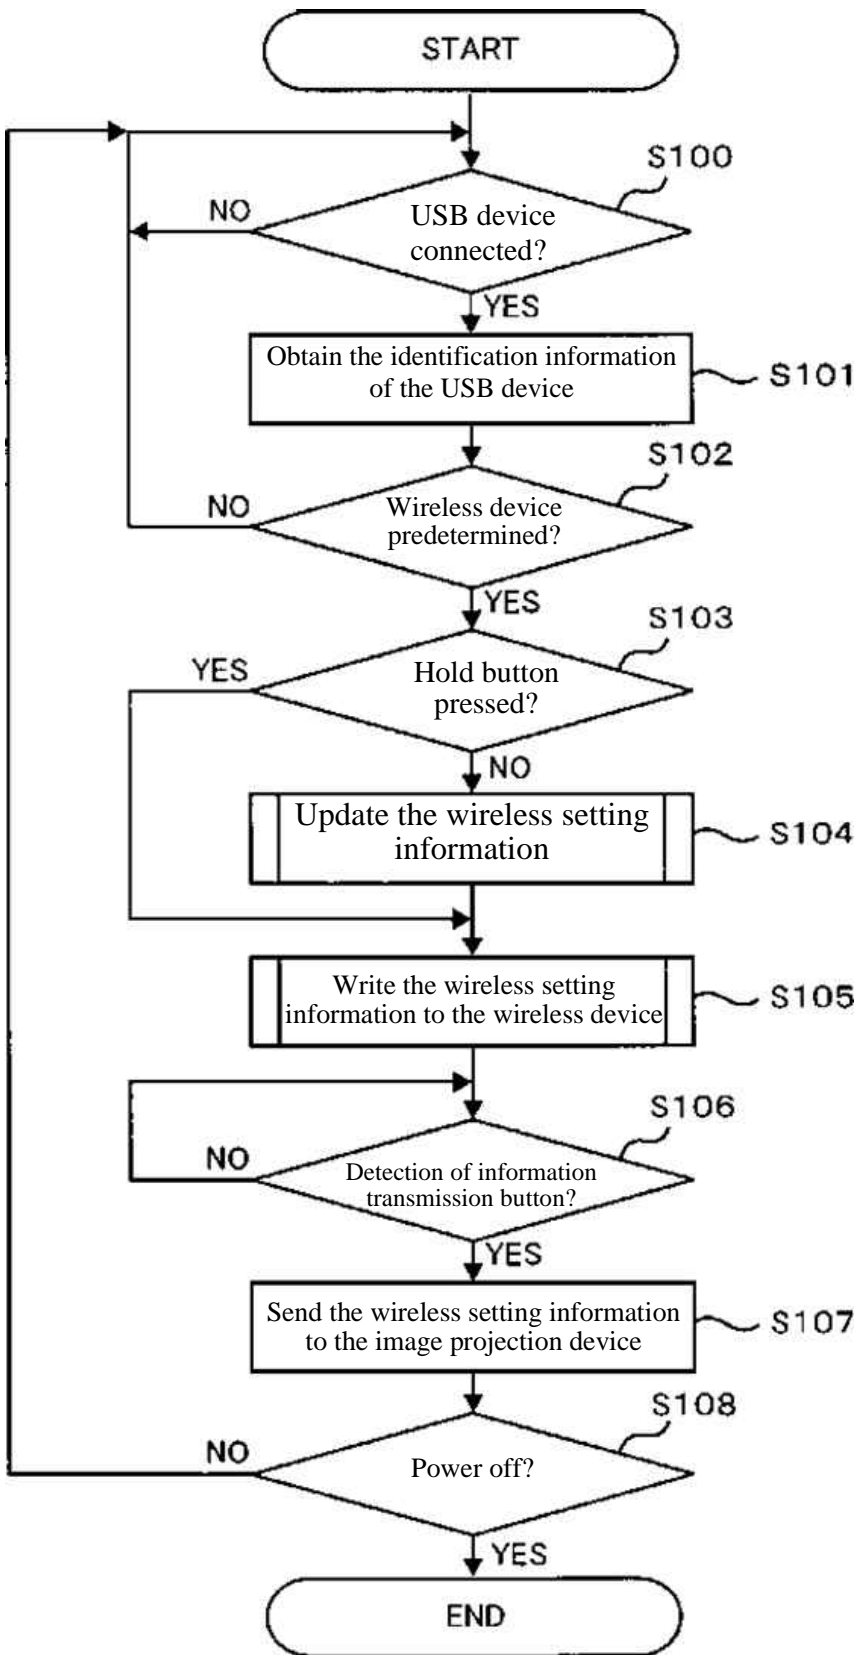 START
S100
NO
USB device
connected?
YES
Obtain the identification information
of the USB device
S101
S102
NO
Wireless device
predetermined?
YES
S103
YES
Hold button
pressed?
NO
Update the wireless setting
information
S104
Write the wireless setting
information to the wireless device
S105
S106
NO
Detection of information
transmission button?
YES
Send the wireless setting information
to the image projection device
S107
S108
NO
Power off?
YES
END